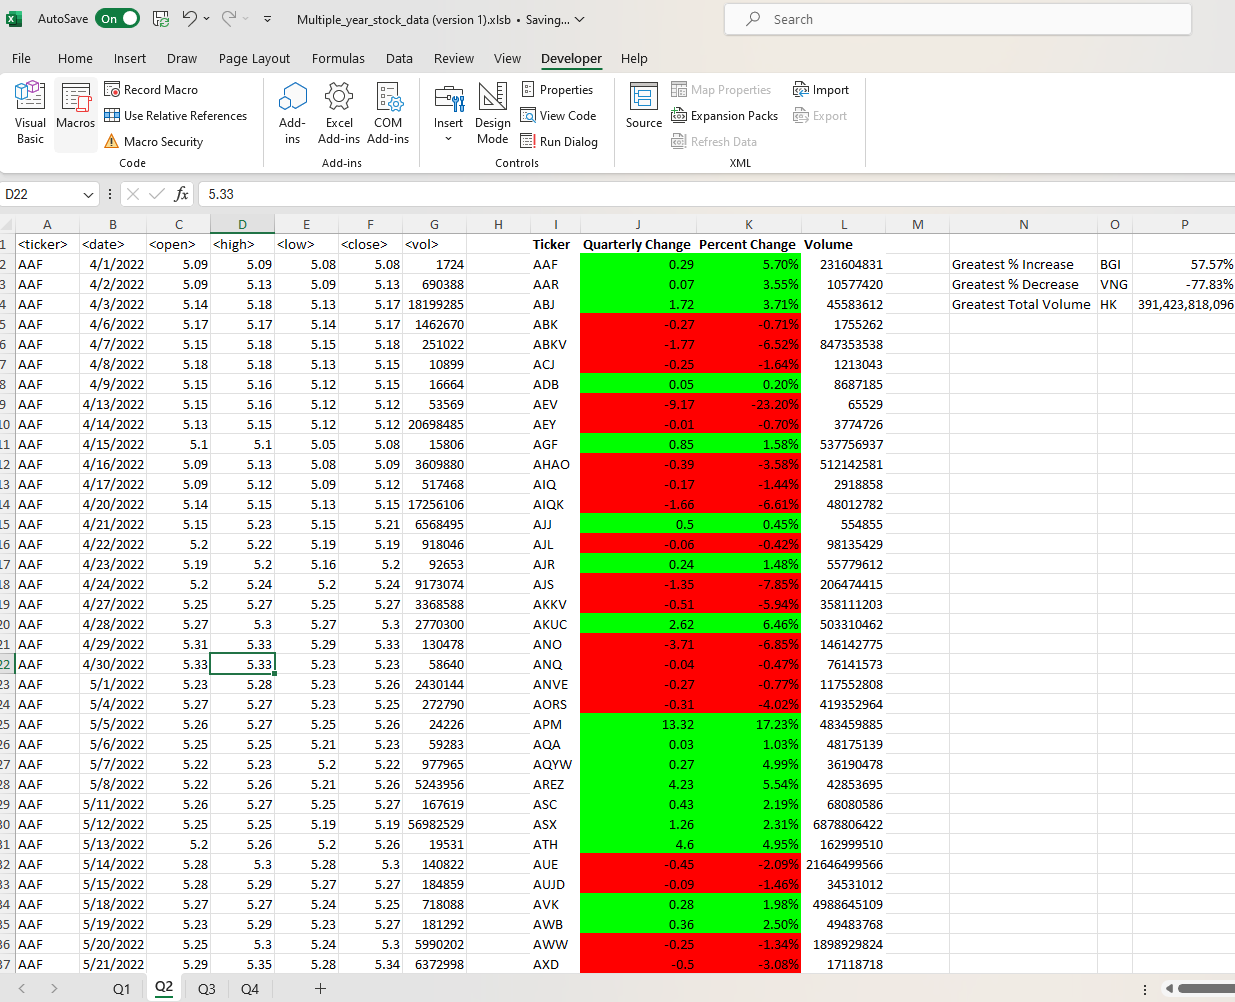 AutoSave On Multiple_year_stock_data (version 1).xlsb • Saving... Search
File Home Insert Draw Page Layout Formulas Data Review View Developer Help
Visual Basic Macros Record Macro Use Relative References Macro Security Add-ins Excel Add-ins COM Add-ins Insert Design Mode Properties View Code Run Dialog Source Map Properties Expansion Packs Refresh Data Import Export
Code Add-ins Controls XML
D22 fx 5.33
A B C D E F G H I J K L M N O P
1 <ticker> <date> <open> <high> <low> <close> <vol> Ticker Quarterly Change Percent Change Volume
2 AAF 4/1/2022 5.09 5.09 5.08 5.08 1724 AAF 0.29 5.70% 231604831 Greatest % Increase BGI 57.57%
3 AAF 4/2/2022 5.09 5.13 5.09 5.13 690388 AAR 0.07 3.55% 10577420 Greatest % Decrease VNG -77.83%
4 AAF 4/3/2022 5.14 5.18 5.13 5.17 18199285 ABJ 1.72 3.71% 45583612 Greatest Total Volume HK 391,423,818,096
5 AAF 4/6/2022 5.17 5.17 5.14 5.17 1462670 ABK -0.27 -0.71% 1755262
6 AAF 4/7/2022 5.15 5.18 5.15 5.18 251022 ABKV -1.77 -6.52% 847353538
7 AAF 4/8/2022 5.18 5.18 5.13 5.15 10899 ACJ -0.25 -1.64% 1213043
8 AAF 4/9/2022 5.15 5.16 5.12 5.15 16664 ADB 0.05 0.20% 8687185
9 AAF 4/13/2022 5.15 5.16 5.12 5.12 53569 AEV -9.17 -23.20% 65529
10 AAF 4/14/2022 5.13 5.15 5.12 5.12 20698485 AEY -0.01 -0.70% 3774726
11 AAF 4/15/2022 5.1 5.1 5.05 5.08 15806 AGF 0.85 1.58% 537756937
12 AAF 4/16/2022 5.09 5.13 5.08 5.09 3609880 AHAO -0.39 -3.58% 512142581
13 AAF 4/17/2022 5.09 5.12 5.09 5.12 517468 AIQ -0.17 -1.44% 2918858
14 AAF 4/20/2022 5.14 5.15 5.13 5.15 17256106 AIQK -1.66 -6.61% 48012782
15 AAF 4/21/2022 5.15 5.23 5.15 5.21 6568495 AJJ 0.5 0.45% 554855
16 AAF 4/22/2022 5.2 5.22 5.19 5.19 918046 AJL -0.06 -0.42% 98135429
17 AAF 4/23/2022 5.19 5.2 5.16 5.2 92653 AJR 0.24 1.48% 55779612
18 AAF 4/24/2022 5.2 5.24 5.2 5.24 9173074 AJS -1.35 -7.85% 206474415
19 AAF 4/27/2022 5.25 5.27 5.25 5.27 3368588 AKKV -0.51 -5.94% 358111203
20 AAF 4/28/2022 5.27 5.3 5.27 5.3 2770300 AKUC 2.62 6.46% 503310462
21 AAF 4/29/2022 5.31 5.33 5.29 5.33 130478 ANO -3.71 -6.85% 146142775
22 AAF 4/30/2022 5.33 5.33 5.23 5.23 58640 ANQ -0.04 -0.47% 76141573
23 AAF 5/1/2022 5.23 5.28 5.23 5.26 2430144 ANVE -0.27 -0.77% 117552808
24 AAF 5/4/2022 5.27 5.27 5.23 5.25 272790 AORS -0.31 -4.02% 419352964
25 AAF 5/5/2022 5.26 5.27 5.25 5.26 24226 APM 13.32 17.23% 483459885
26 AAF 5/6/2022 5.25 5.25 5.21 5.23 59283 AQA 0.03 1.03% 48175139
27 AAF 5/7/2022 5.22 5.23 5.2 5.22 977965 AQYW 0.27 4.99% 36190478
28 AAF 5/8/2022 5.22 5.26 5.21 5.26 5243956 AREZ 4.23 5.54% 42853695
29 AAF 5/11/2022 5.26 5.27 5.25 5.27 167619 ASC 0.43 2.19% 68080586
30 AAF 5/12/2022 5.25 5.25 5.19 5.19 56982529 ASX 1.26 2.31% 6878806422
31 AAF 5/13/2022 5.2 5.26 5.2 5.26 19531 ATH 4.6 4.95% 162999510
32 AAF 5/14/2022 5.28 5.3 5.28 5.3 140822 AUE -0.45 -2.09% 21646499566
33 AAF 5/15/2022 5.28 5.29 5.27 5.27 184859 AUJD -0.09 -1.46% 34531012
34 AAF 5/18/2022 5.27 5.27 5.24 5.25 718088 AVK 0.28 1.98% 4988645109
35 AAF 5/19/2022 5.23 5.29 5.23 5.27 181292 AWB 0.36 2.50% 49483768
36 AAF 5/20/2022 5.25 5.3 5.24 5.3 5990202 AWW -0.25 -1.34% 1898929824
37 AAF 5/21/2022 5.29 5.35 5.28 5.34 6372998 AXD -0.5 -3.08% 17118718
Q1 Q2 Q3 Q4